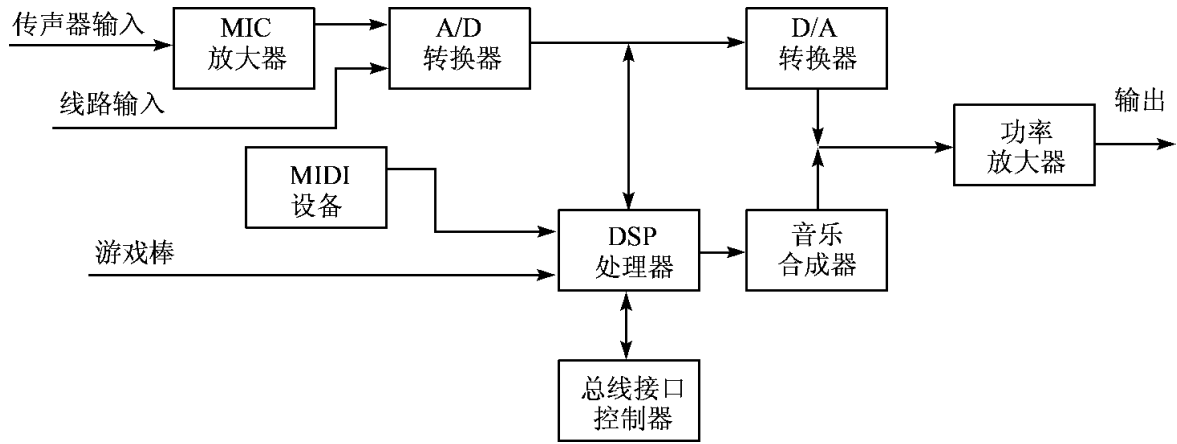 传声器输入
MIC
放大器
A/D
转换器
D/A
转换器
线路输入
输出
功率
放大器
MIDI
设备
游戏棒
DSP
处理器
音乐
合成器
总线接口
控制器